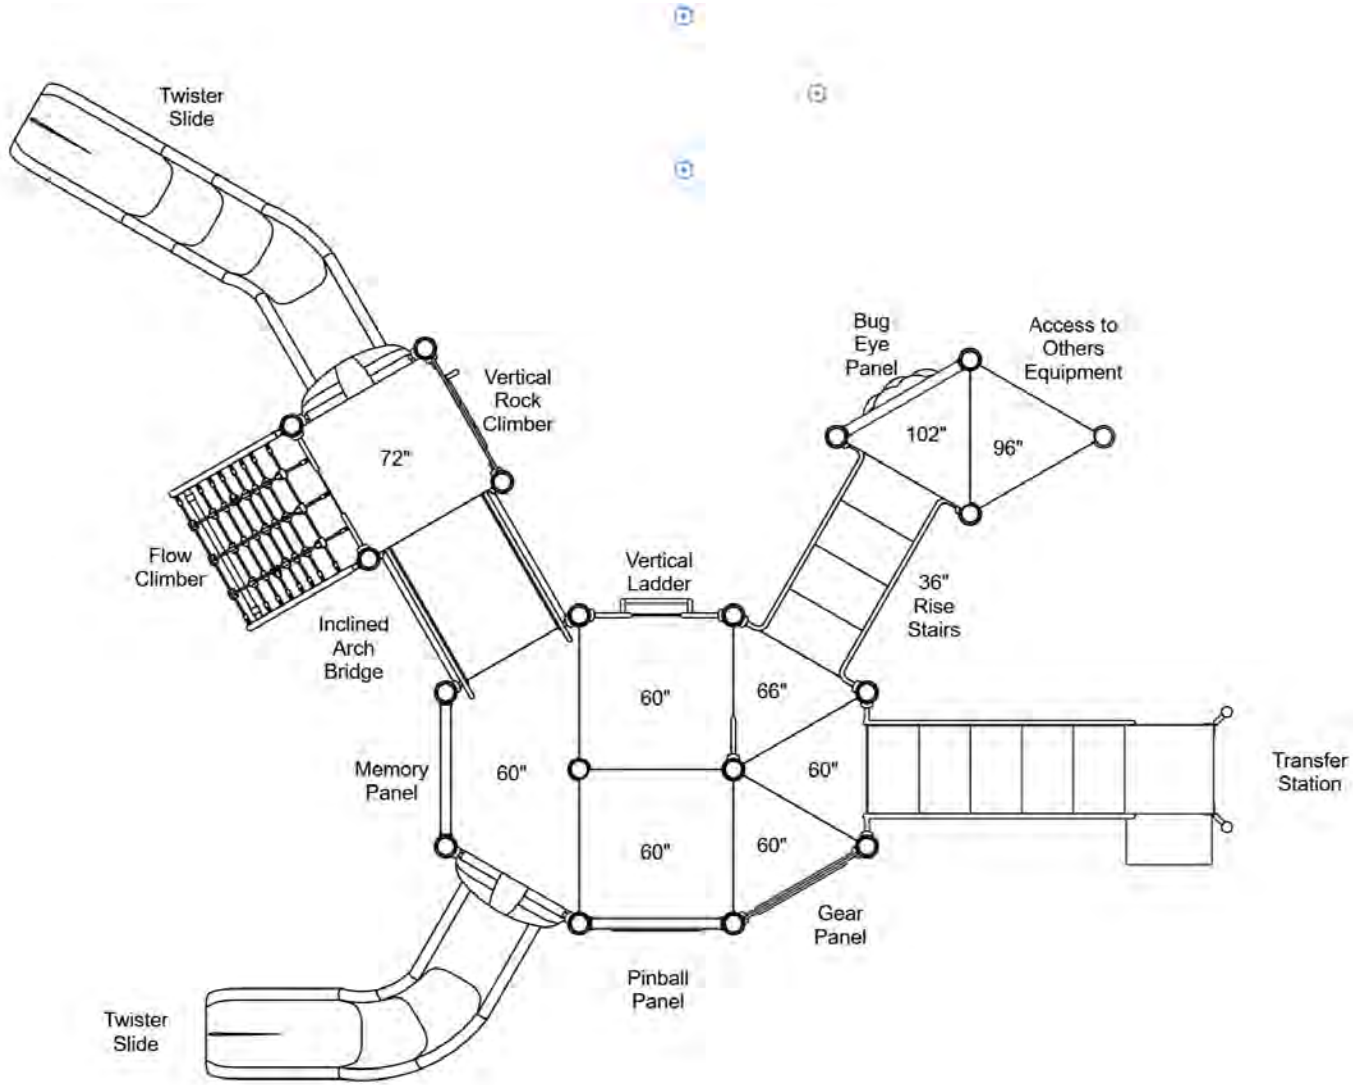 Twister
Slide
Bug
Eye
Panel
Access to
Others
Equipment
Vertical
Rock
Climber
102"
96"
72"
Flow
Climber
Vertical
Ladder
36"
Rise
Stairs
Inclined
Arch
Bridge
60"
66"
Memory
Panel
60"
60"
Transfer
Station
60"
60"
Gear
Panel
Pinball
Panel
Twister
Slide